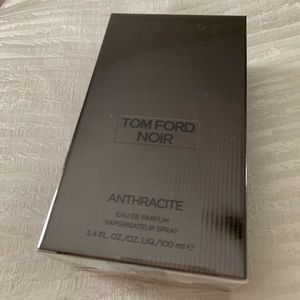 TOM FORD
NOIR
ANTHRACITE
EAU DE PARFUM
VAPORISATEUR SPRAY
3.4 FL. OZ./OZ. LIQ./100 ml ℮